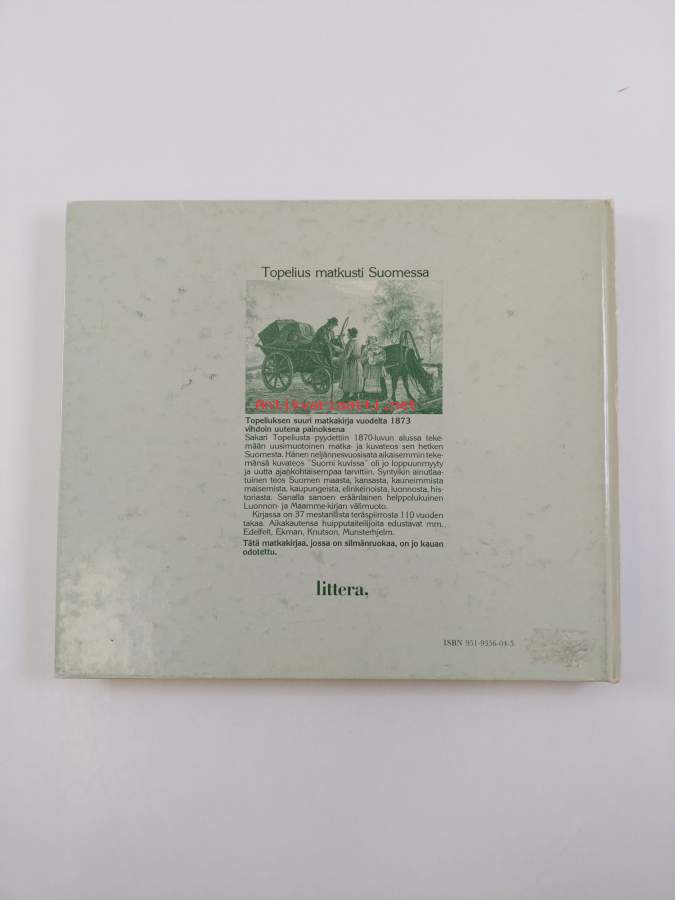 Topelius matkusti Suomessa
Antikvariaatti.net
Topeliuksen suuri matkakirja vuodelta 1873
vihdoin uutena painoksena
Sakari Topeliusta pyydettiin 1870-luvun alussa teke-
mään uusimuotoinen matka- ja kuvateos sen hetken
Suomesta. Hänen neljännesvuosisata aikaisemmin teke-
mänsä kuvateos "Suomi kuvissa" oli jo loppuunmyyty
ja uutta ajankohtaisempaa tarvittiin. Syntyikin ainutlaa-
tuinen teos Suomen maasta, kansasta, kauneimmista
maisemista, kaupungeista, elinkeinoista, luonnosta, his-
toriasta. Sanalla sanoen eräänlainen helppolukuinen
Luonnon- ja Maamme-kirjan välimuoto.
Kirjassa on 37 mestarillista teräspiirrosta 110 vuoden
takaa. Aikakautensa huipputaiteilijoita edustavat mm.
Edelfelt, Ekman, Knutson, Munsterhjelm.
Tätä matkakirjaa, jossa on silmänruokaa, on jo kauan
odotettu.
littera,
ISBN 951-9356-04-5